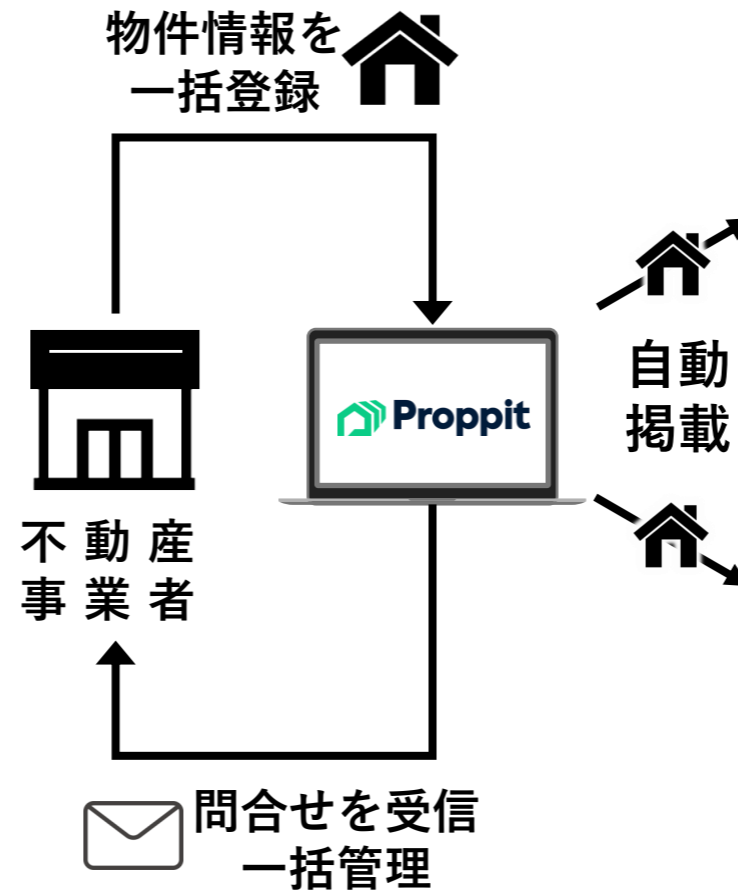 物件情報を
一括登録
自動
掲載
Proppit
不動産
事業者
問合せを受信
一括管理